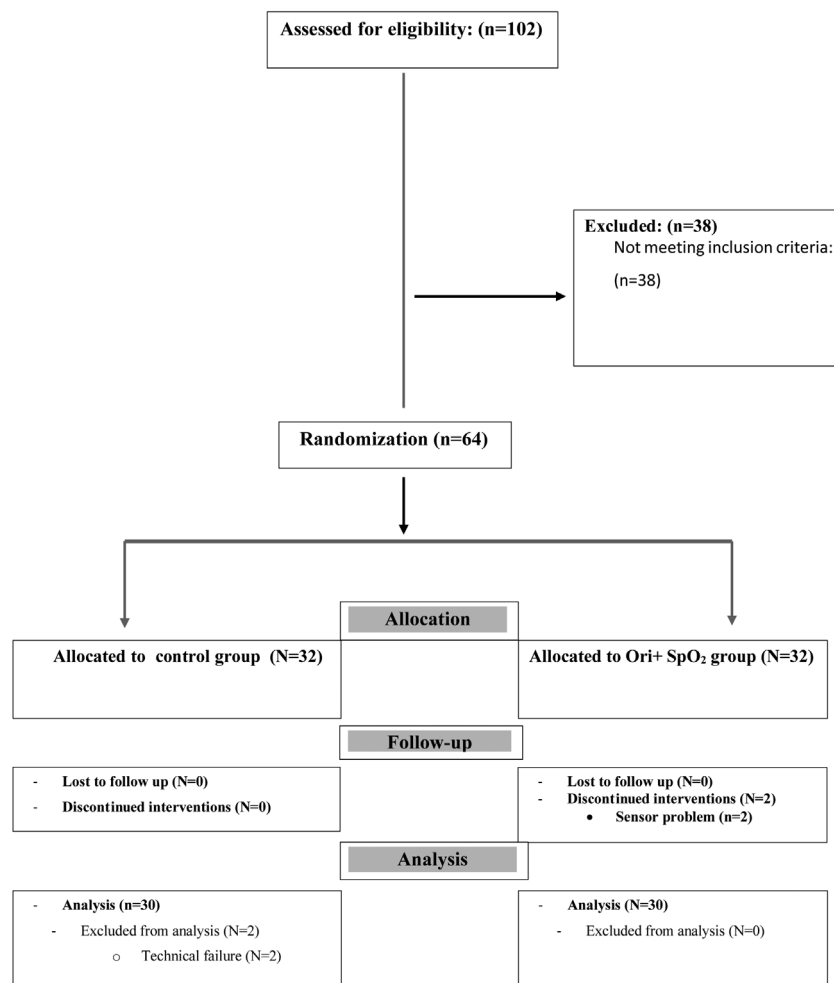 Assessed for eligibility: (n=102)
Excluded: (n=38)
Not meeting inclusion criteria:
(n=38)
Randomization (n=64)
Allocation
Allocated to control group (N=32)
Allocated to Ori+ SpO₂ group (N=32)
Follow-up
- Lost to follow up (N=0)
- Discontinued interventions (N=0)
- Lost to follow up (N=0)
- Discontinued interventions (N=2)
• Sensor problem (n=2)
Analysis
- Analysis (n=30)
- Excluded from analysis (N=2)
o Technical failure (N=2)
- Analysis (N=30)
- Excluded from analysis (N=0)